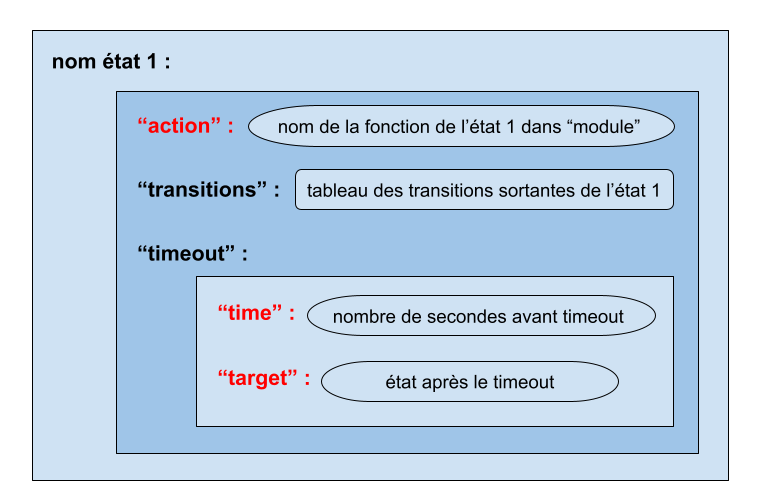 nom état 1 :
“action” : nom de la fonction de l’état 1 dans “module”
“transitions” : tableau des transitions sortantes de l’état 1
“timeout” :
“time” : nombre de secondes avant timeout
“target” : état après le timeout